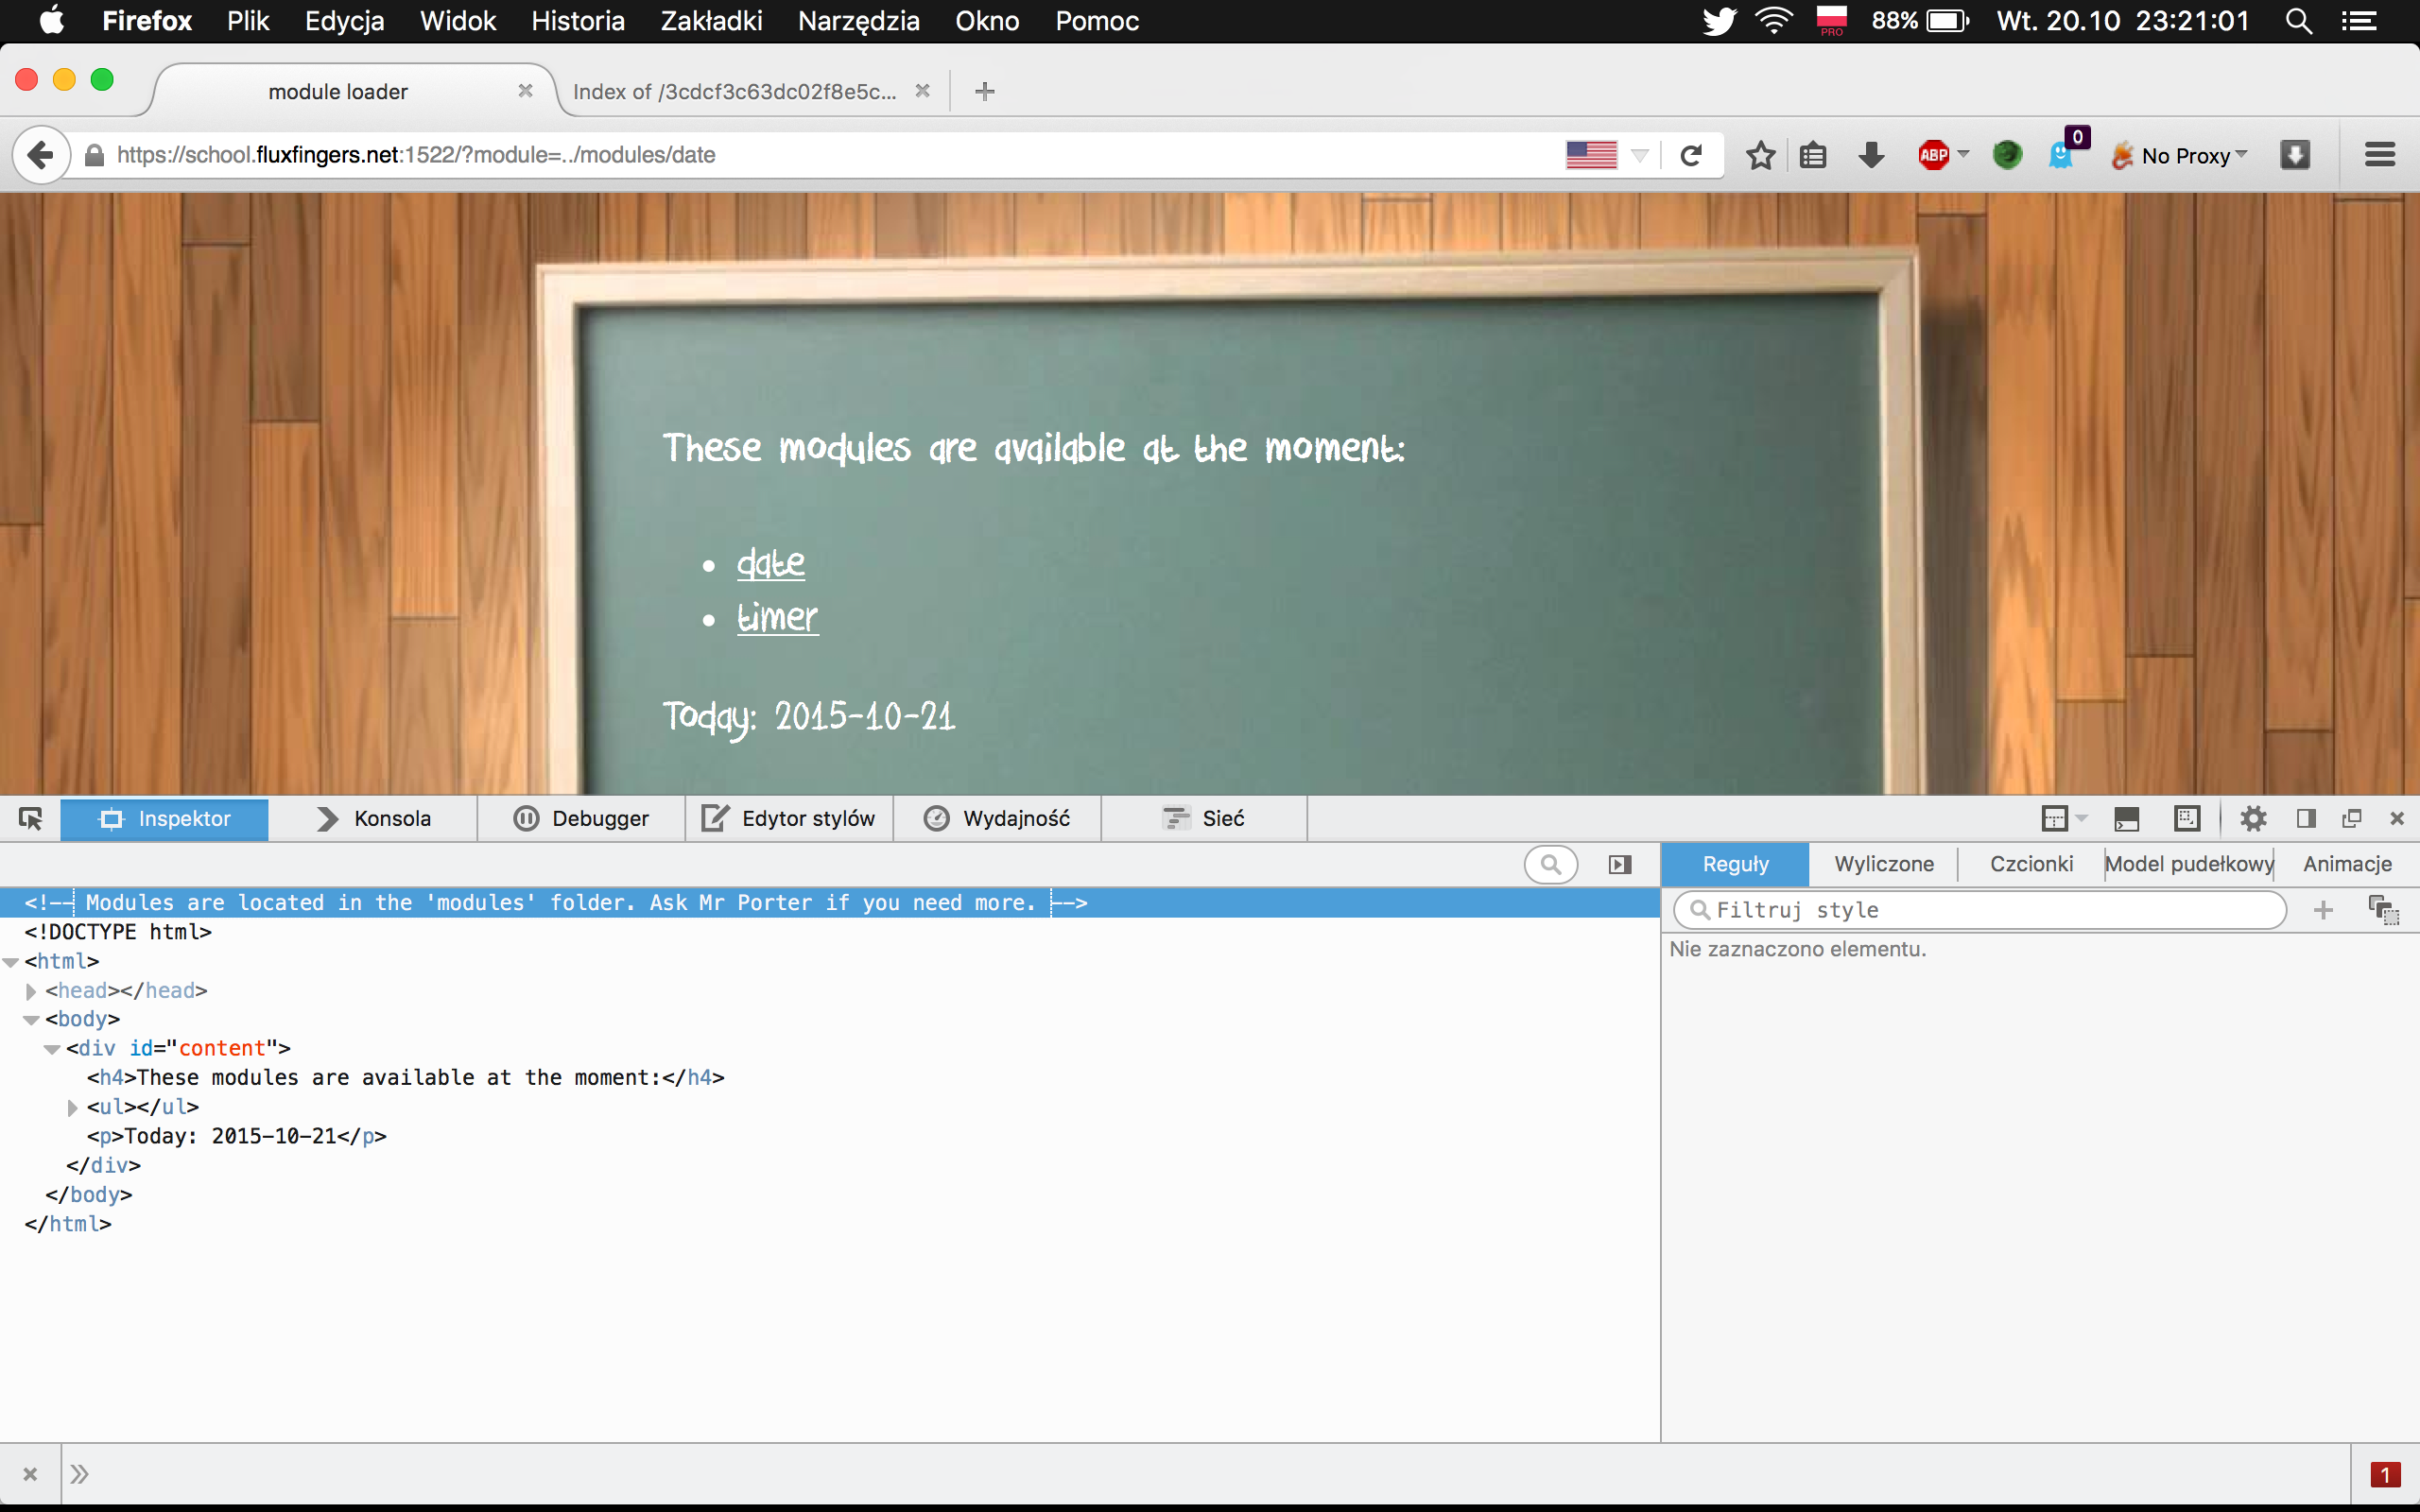 Firefox Plik Edycja Widok Historia Zakładki Narzędzia Okno Pomoc PRO 88% Wt. 20.10 23:21:01
module loader Index of /3cdcf3c63dc02f8e5c...
https://school.fluxfingers.net:1522/?module=../modules/date ABP 0 No Proxy
These modules are available at the moment:
date
timer
Today: 2015-10-21
Inspektor Konsola Debugger Edytor stylów Wydajność Sieć
Reguły Wyliczone Czcionki Model pudełkowy Animacje
<!-- Modules are located in the 'modules' folder. Ask Mr Porter if you need more. -->
Filtruj style
<!DOCTYPE html>
Nie zaznaczono elementu.
<html>
<head></head>
<body>
<div id="content">
<h4>These modules are available at the moment:</h4>
<ul></ul>
<p>Today: 2015-10-21</p>
</div>
</body>
</html>
1